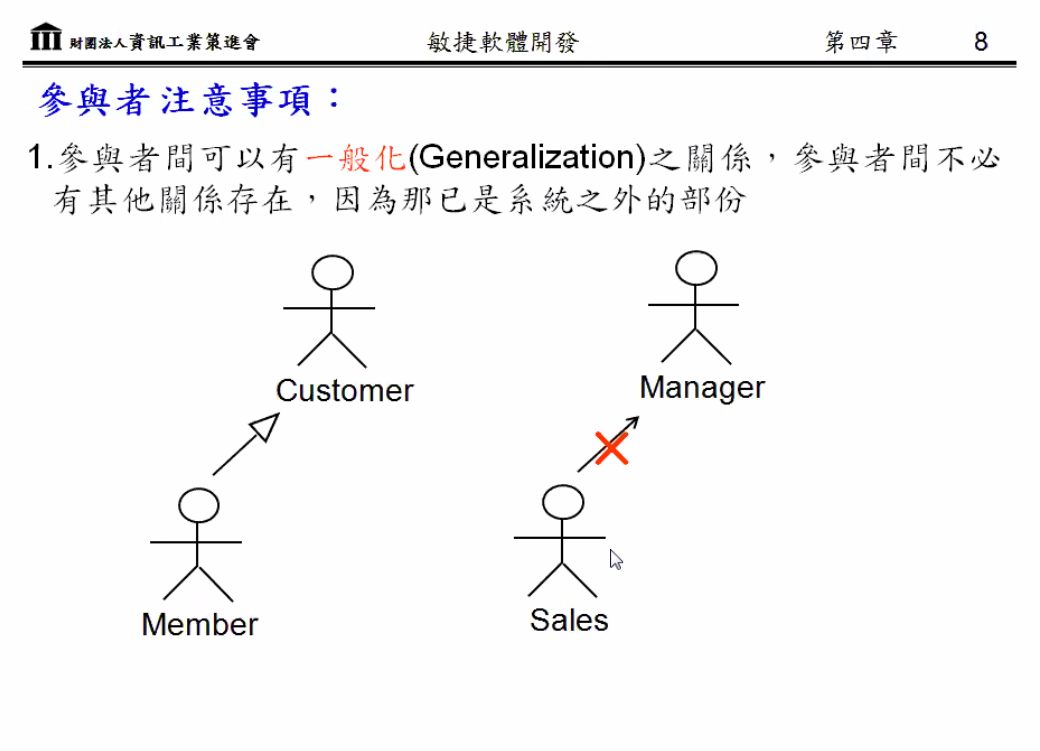 財團法人資訊工業策進會 敏捷軟體開發 第四章 8
參與者注意事項：
1.參與者間可以有一般化(Generalization)之關係，參與者間不必
有其他關係存在，因為那已是系統之外的部份
Customer
Manager
Member
Sales